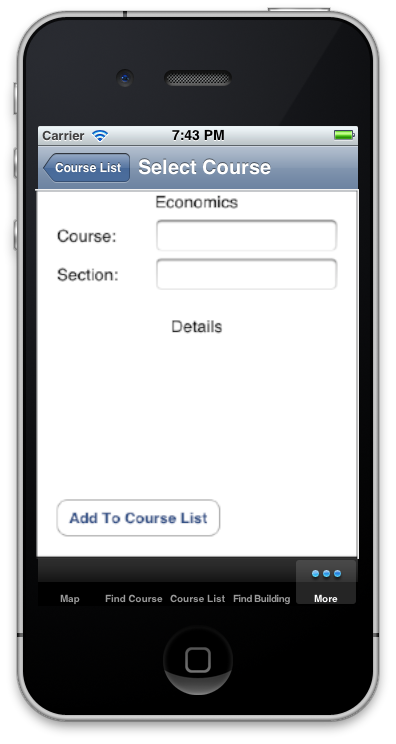 Carrier 7:43 PM
Course List Select Course
Economics
Course:
Section:
Details
Add To Course List
Map Find Course Course List Find Building More